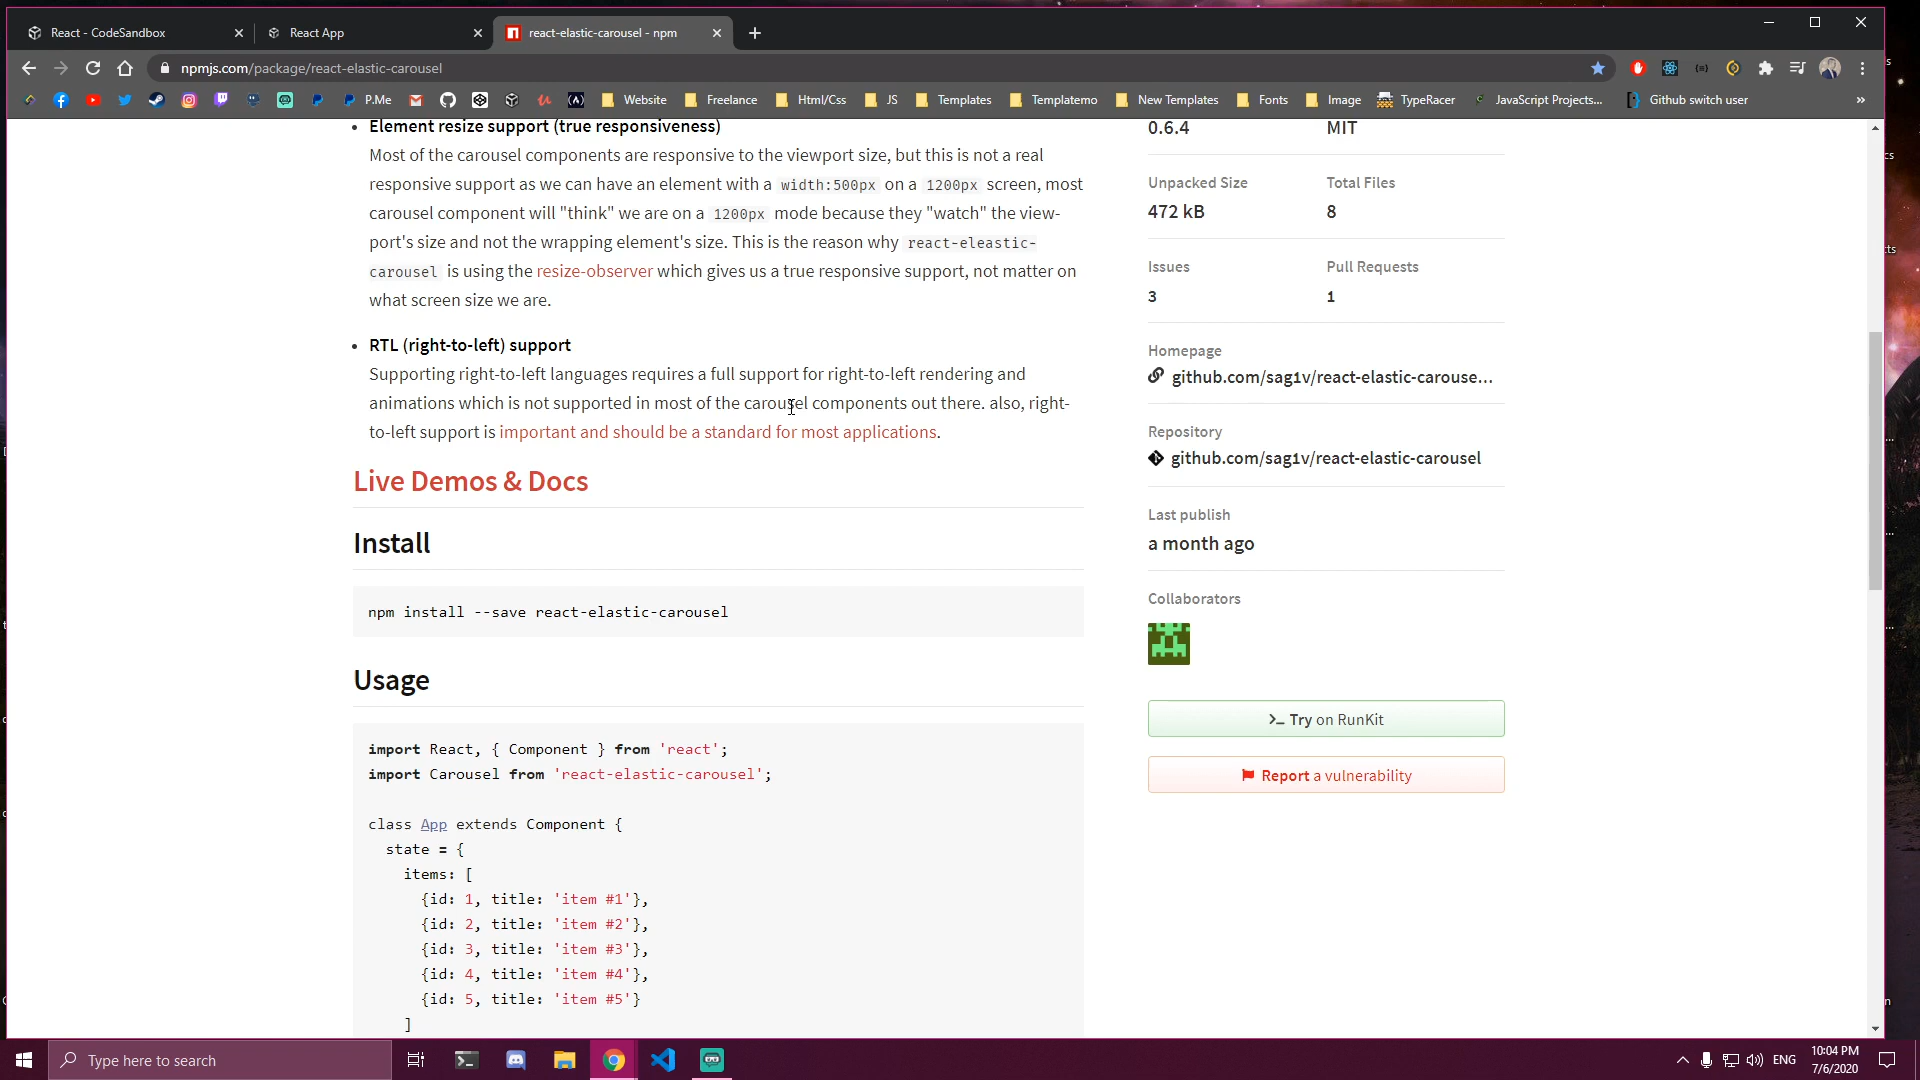 React - CodeSandbox
React App
react-elastic-carousel - npm
npmjs.com/package/react-elastic-carousel
P.Me
Website
Freelance
Html/Css
JS
Templates
Templatemo
New Templates
Fonts
Image
TypeRacer
JavaScript Projects...
Github switch user
»
Element resize support (true responsiveness)
Most of the carousel components are responsive to the viewport size, but this is not a real
responsive support as we can have an element with a width:500px on a 1200px screen, most
carousel component will "think" we are on a 1200px mode because they "watch" the view-
port's size and not the wrapping element's size. This is the reason why react-eleastic-
carousel is using the resize-observer which gives us a true responsive support, not matter on
what screen size we are.
RTL (right-to-left) support
Supporting right-to-left languages requires a full support for right-to-left rendering and
animations which is not supported in most of the carousel components out there. also, right-
to-left support is important and should be a standard for most applications.
Live Demos & Docs
Install
npm install --save react-elastic-carousel
Usage
import React, { Component } from 'react';
import Carousel from 'react-elastic-carousel';
class App extends Component {
state = {
items: [
{id: 1, title: 'item #1'},
{id: 2, title: 'item #2'},
{id: 3, title: 'item #3'},
{id: 4, title: 'item #4'},
{id: 5, title: 'item #5'}
]
0.6.4
MIT
Unpacked Size
Total Files
472 kB
8
Issues
Pull Requests
3
1
Homepage
github.com/sag1v/react-elastic-carouse...
Repository
github.com/sag1v/react-elastic-carousel
Last publish
a month ago
Collaborators
>_ Try on RunKit
Report a vulnerability
Type here to search
ENG
10:04 PM
7/6/2020